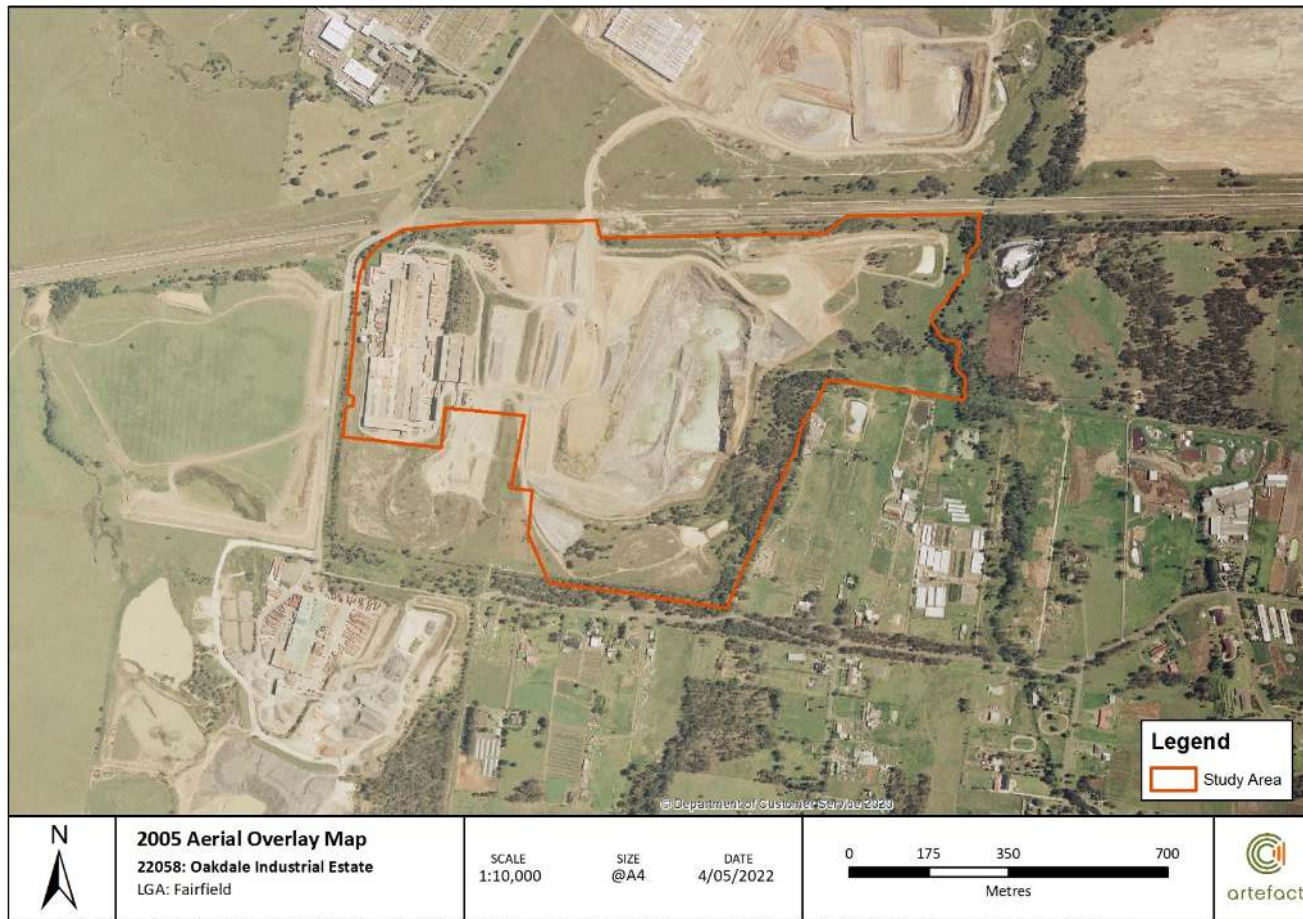 © Department of Customer Service 2020
Legend
Study Area
N
2005 Aerial Overlay Map
22058: Oakdale Industrial Estate
LGA: Fairfield
SCALE
1:10,000
SIZE
@A4
DATE
4/05/2022
0 175 350 700
Metres
artefact